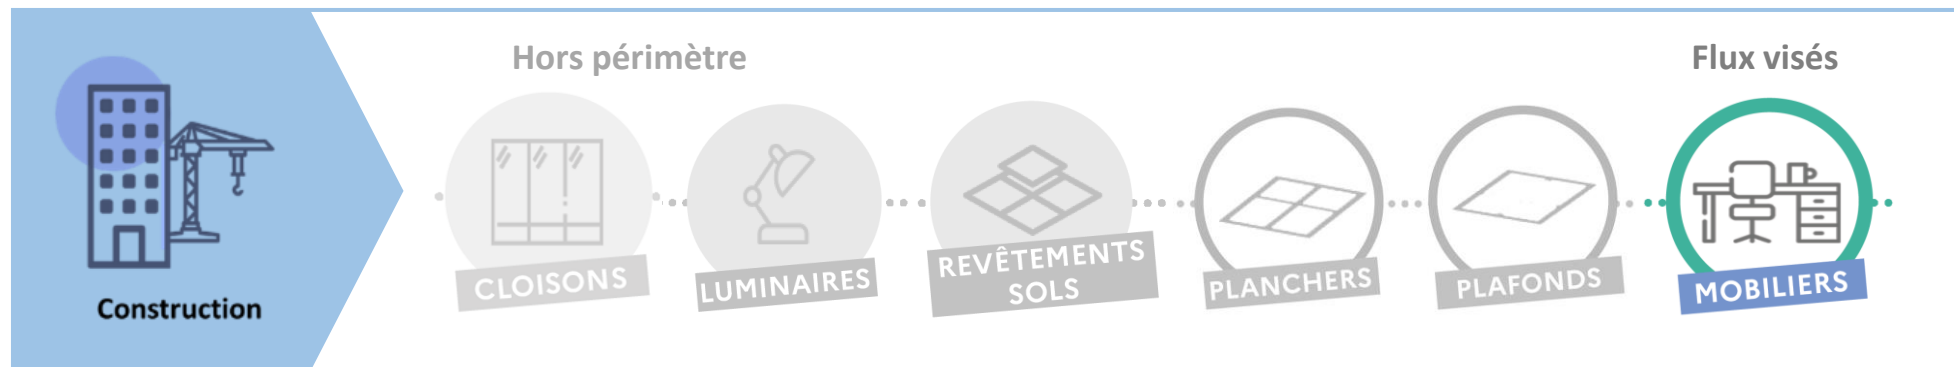 Hors périmètre
Flux visés
Construction
CLOISONS
LUMINAIRES
REVÊTEMENTS
SOLS
PLANCHERS
PLAFONDS
MOBILIERS